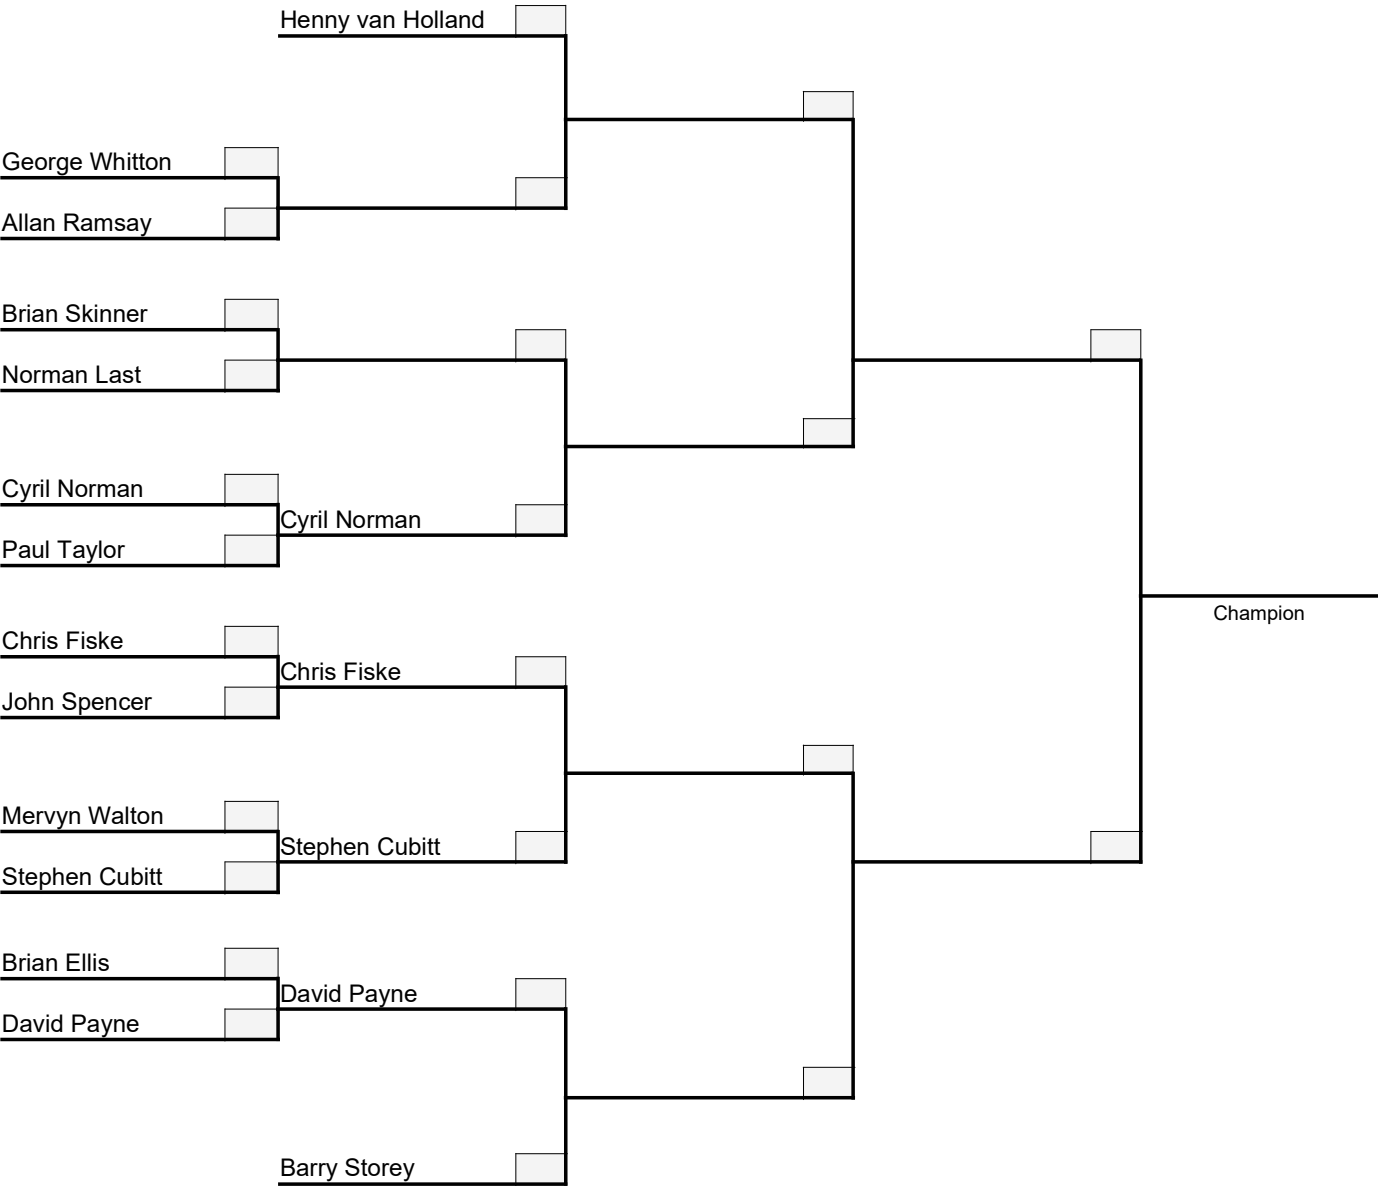 Henny van Holland
George Whitton
Allan Ramsay
Brian Skinner
Norman Last
Cyril Norman
Cyril Norman
Paul Taylor
Champion
Chris Fiske
Chris Fiske
John Spencer
Mervyn Walton
Stephen Cubitt
Stephen Cubitt
Brian Ellis
David Payne
David Payne
Barry Storey